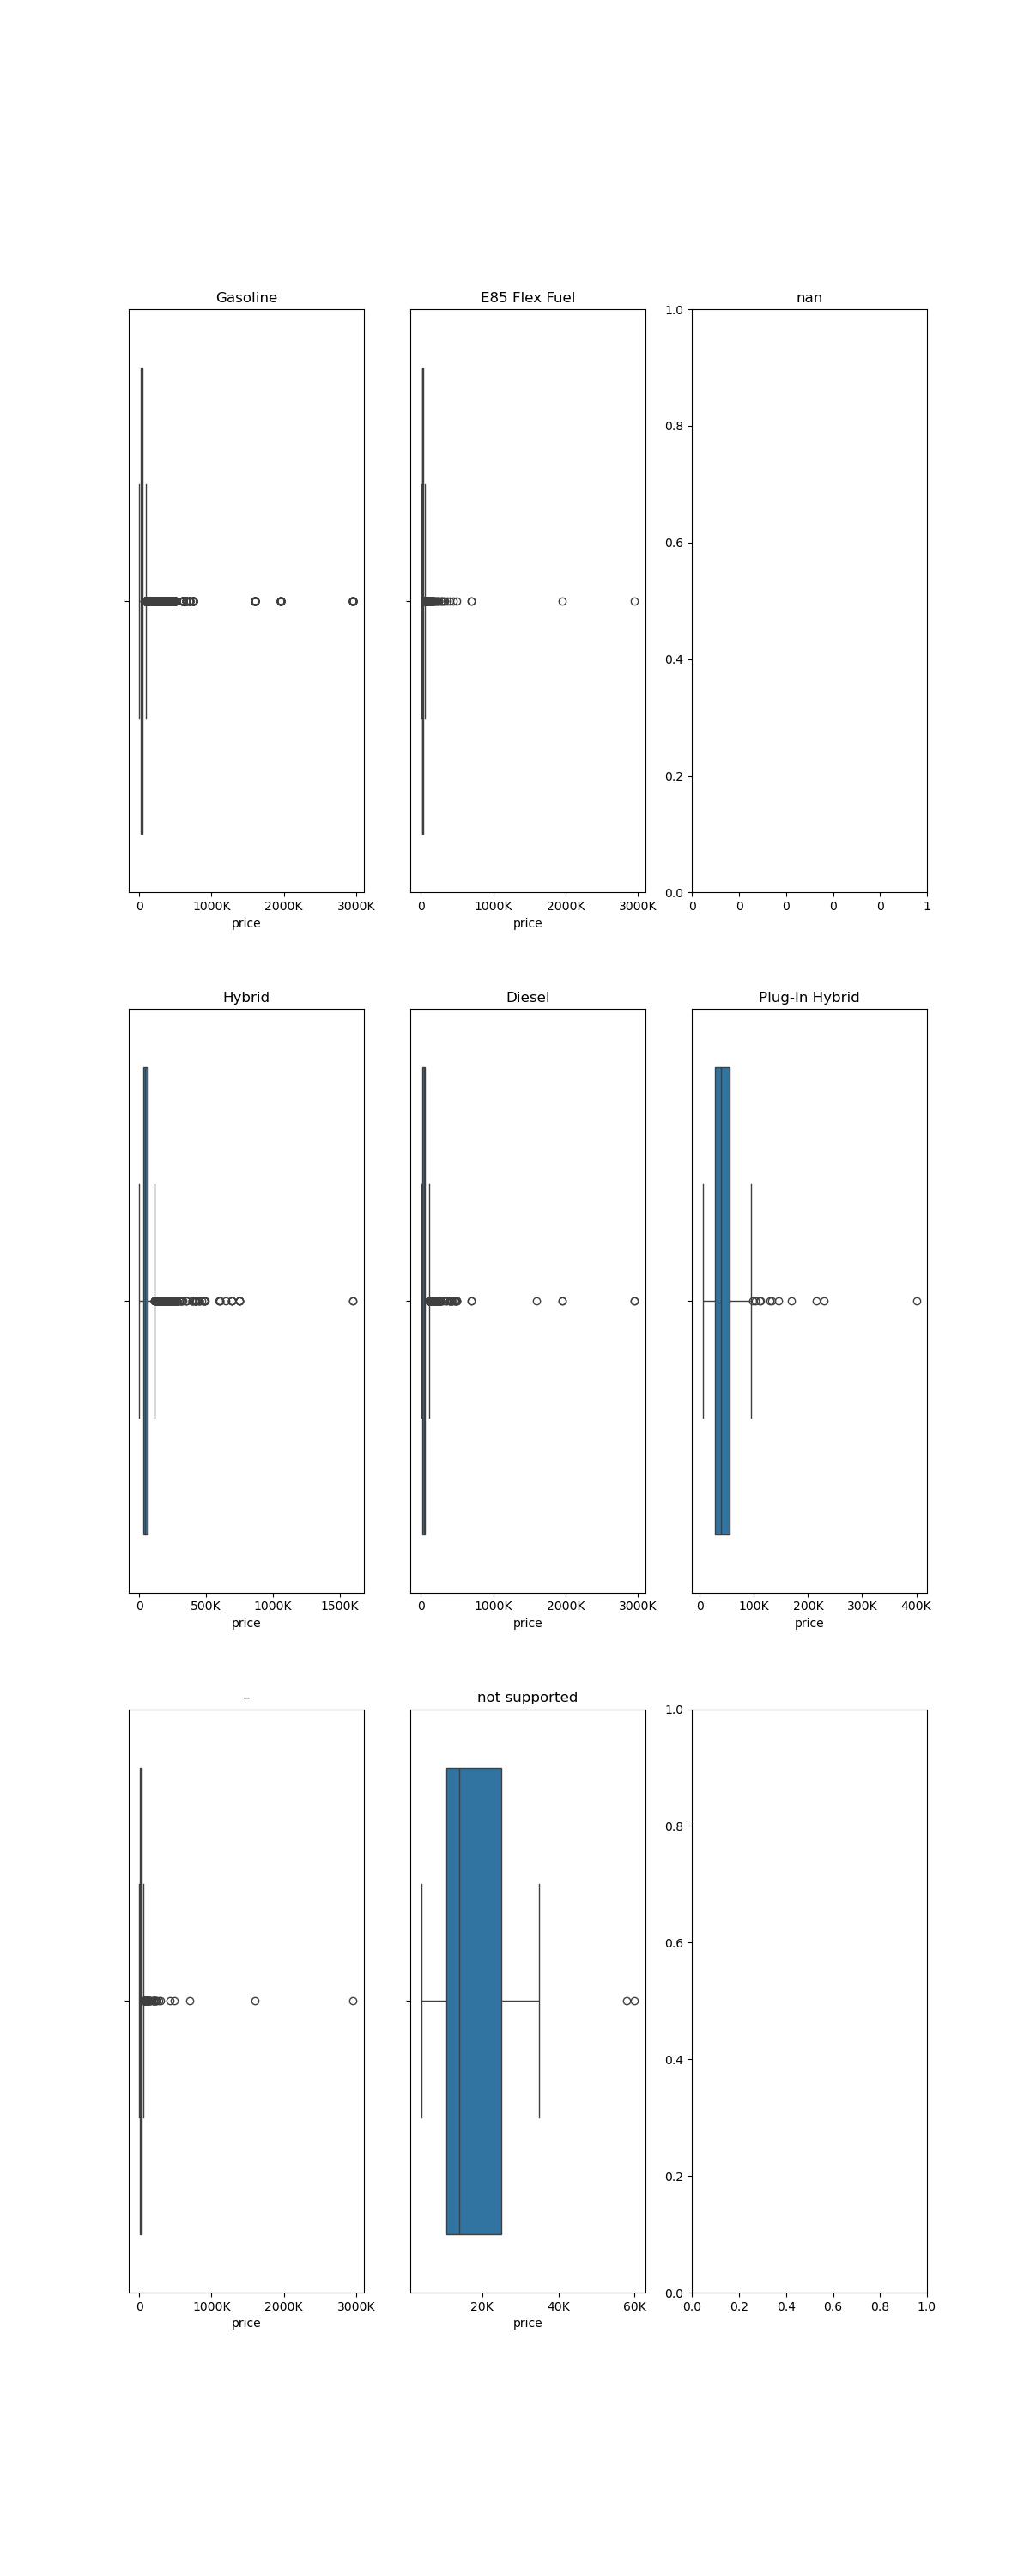 Gasoline E85 Flex Fuel nan
1.0
0.8
0.6
0.4
0.2
0.0
0 1000K 2000K 3000K 0 1000K 2000K 3000K 0 0 0 0 0 1
price price
Hybrid Diesel Plug-In Hybrid
0 500K 1000K 1500K 0 1000K 2000K 3000K 0 100K 200K 300K 400K
price price price
– not supported
1.0
0.8
0.6
0.4
0.2
0.0
0 1000K 2000K 3000K 20K 40K 60K 0.0 0.2 0.4 0.6 0.8 1.0
price price